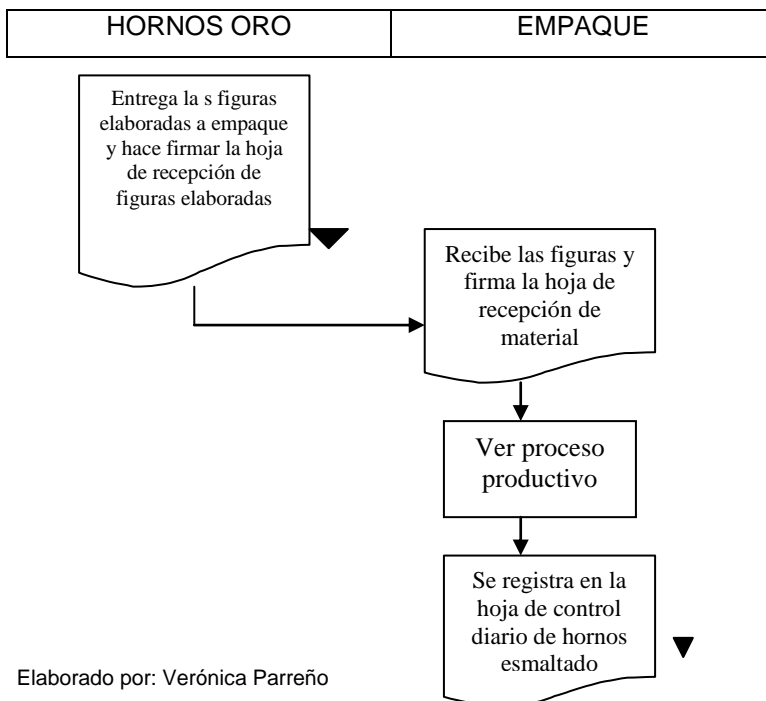 HORNOS ORO
EMPAQUE
Entrega la s figuras
elaboradas a empaque
y hace firmar la hoja
de recepción de
figuras elaboradas
Recibe las figuras y
firma la hoja de
recepción de
material
Ver proceso
productivo
Se registra en la
hoja de control
diario de hornos
esmaltado
Elaborado por: Verónica Parreño